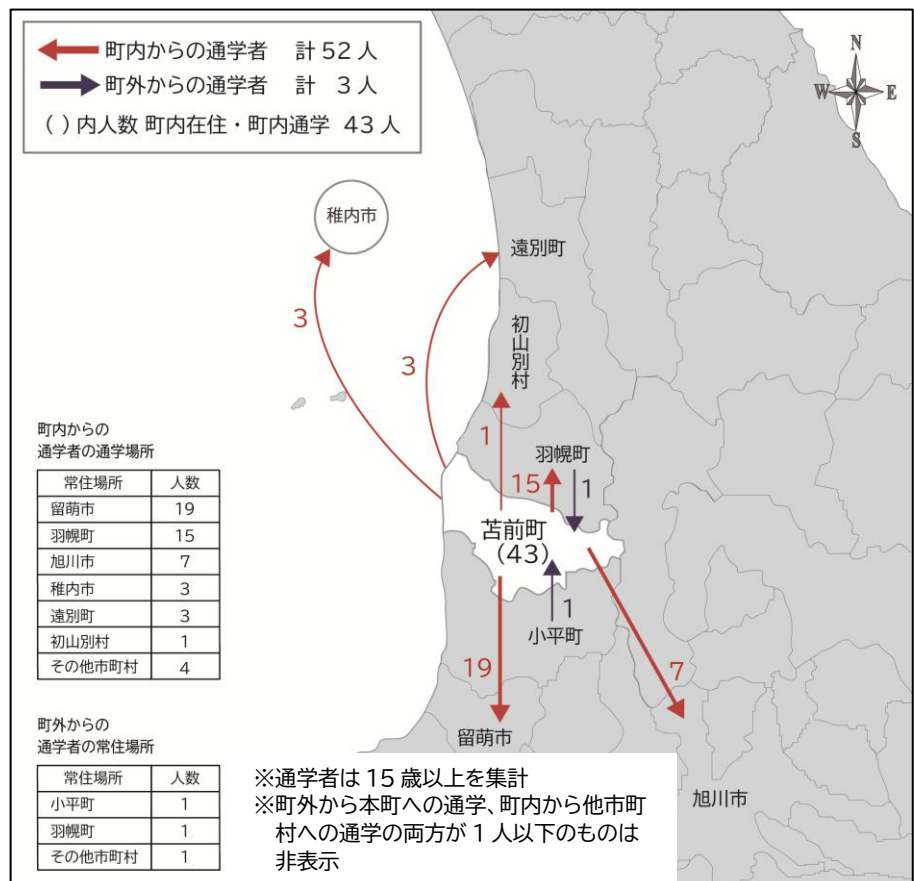 町内からの通学者 計 52 人
町外からの通学者 計 3 人
( ) 内人数 町内在住・町内通学 43 人
N
W E
S
稚内市
遠別町
3
3
初山別村
1
羽幌町
15
1
苫前町
(43)
1
小平町
19
7
留萌市
旭川市
町内からの
通学者の通学場所
常住場所 人数
留萌市 19
羽幌町 15
旭川市 7
稚内市 3
遠別町 3
初山別村 1
その他市町村 4
町外からの
通学者の常住場所
常住場所 人数
小平町 1
羽幌町 1
その他市町村 1
※通学者は 15 歳以上を集計
※町外から本町への通学、町内から他市町
村への通学の両方が 1 人以下のものは
非表示